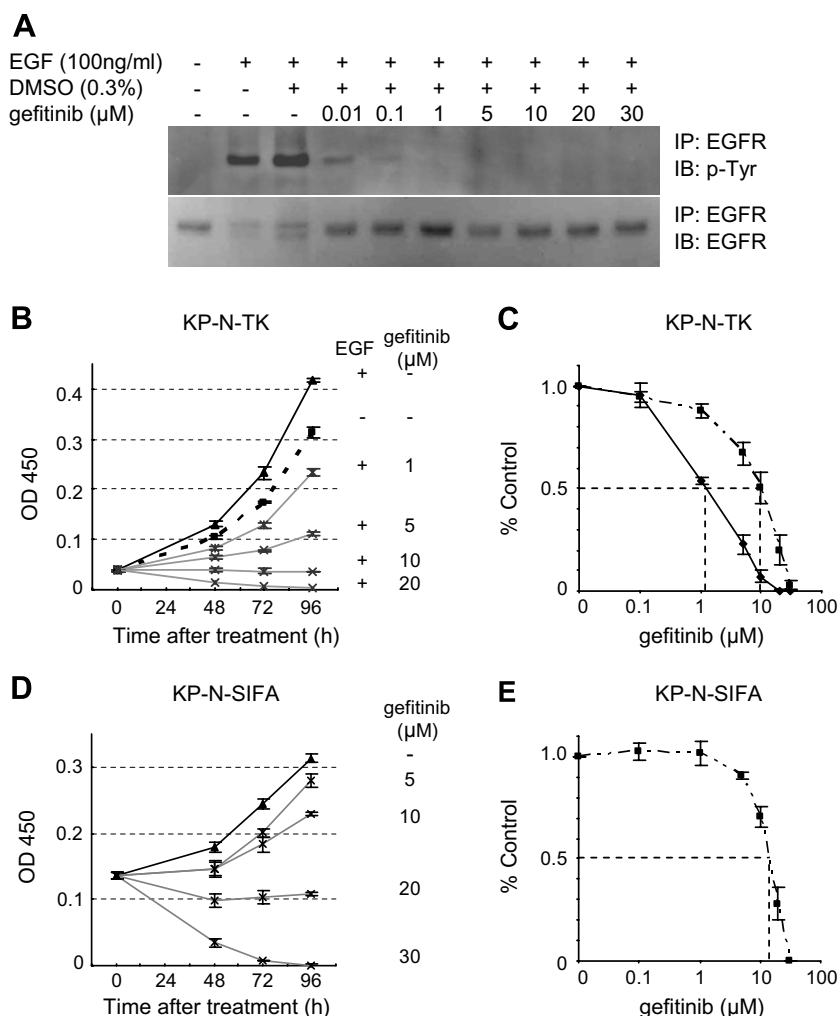 A
EGF (100ng/ml) - + + + + + + + + +
DMSO (0.3%) - - + + + + + + + +
gefitinib (µM) - - - 0.01 0.1 1 5 10 20 30
IP: EGFR
IB: p-Tyr
IP: EGFR
IB: EGFR
B
KP-N-TK
EGF gefitinib
(µM)
+ -
- -
+ 1
+ 5
+ 10
+ 20
OD 450
0.4
0.3
0.2
0.1
0
0 24 48 72 96
Time after treatment (h)
C
KP-N-TK
% Control
1.0
0.5
0
0 0.1 1 10 100
gefitinib (µM)
D
KP-N-SIFA
gefitinib
(µM)
-
5
10
20
30
OD 450
0.3
0.2
0.1
0
0 24 48 72 96
Time after treatment (h)
E
KP-N-SIFA
% Control
1.0
0.5
0
0 0.1 1 10 100
gefitinib (µM)